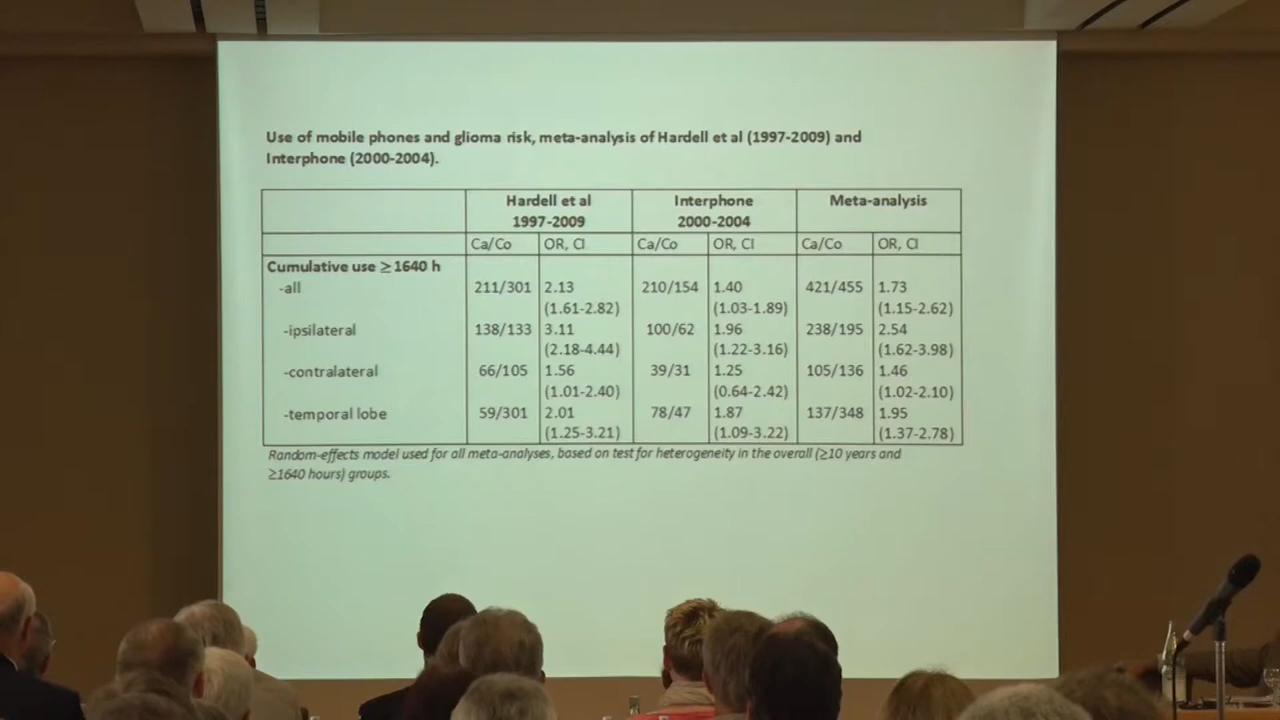 Use of mobile phones and glioma risk, meta-analysis of Hardell et al (1997-2009) and
Interphone (2000-2004).
Hardell et al Interphone Meta-analysis
1997-2009 2000-2004
Ca/Co OR, CI Ca/Co OR, CI Ca/Co OR, CI
Cumulative use ≥ 1640 h
-all 211/301 2.13 210/154 1.40 421/455 1.73
(1.61-2.82) (1.03-1.89) (1.15-2.62)
-ipsilateral 138/133 3.11 100/62 1.96 238/195 2.54
(2.18-4.44) (1.22-3.16) (1.62-3.98)
-contralateral 66/105 1.56 39/31 1.25 105/136 1.46
(1.01-2.40) (0.64-2.42) (1.02-2.10)
-temporal lobe 59/301 2.01 78/47 1.87 137/348 1.95
(1.25-3.21) (1.09-3.22) (1.37-2.78)
Random-effects model used for all meta-analyses, based on test for heterogeneity in the overall (≥10 years and
≥1640 hours) groups.